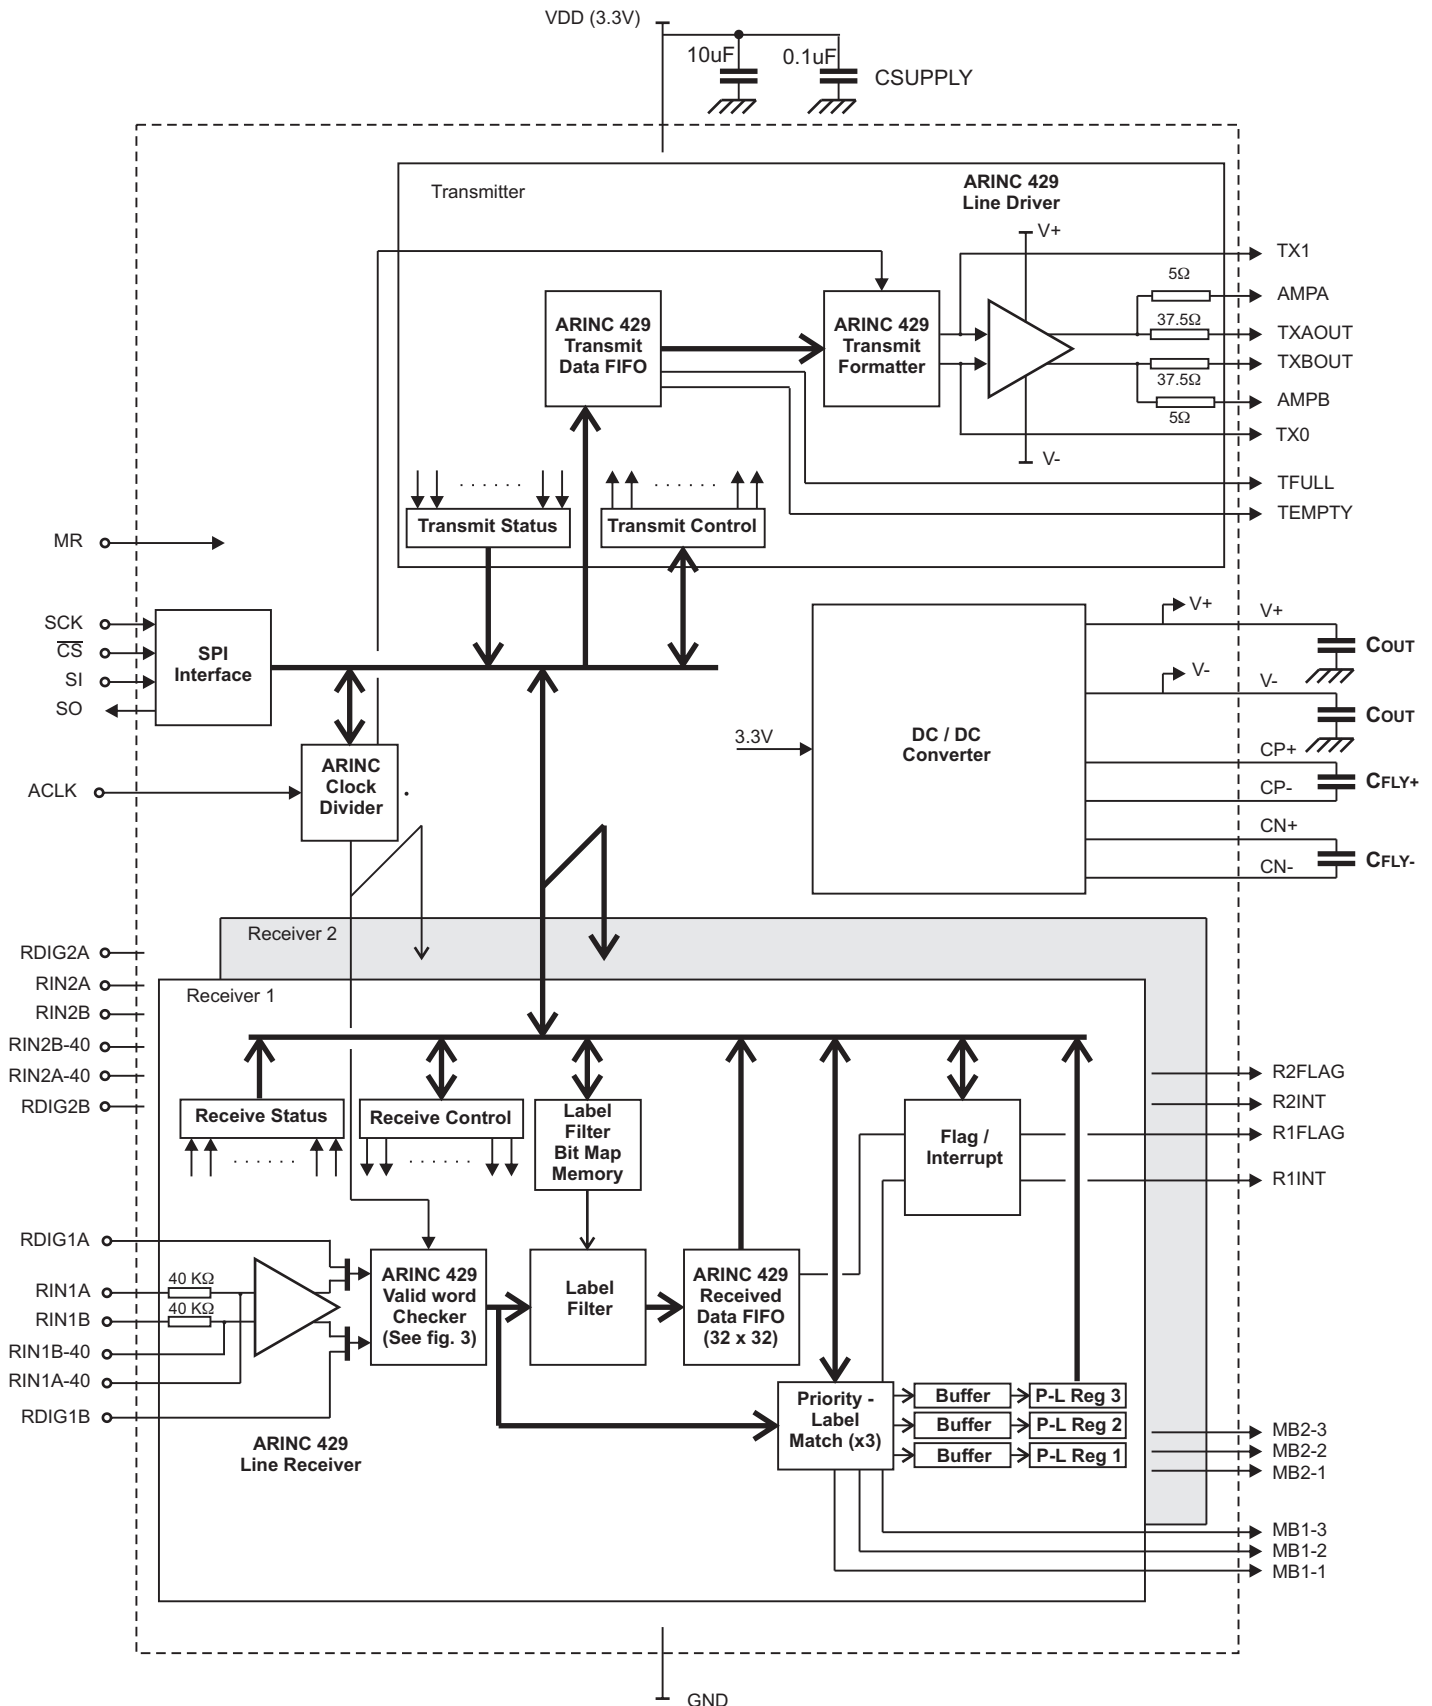 VDD (3.3V)
10uF
0.1uF
CSUPPLY
Transmitter
ARINC 429
Line Driver
V+
TX1
5Ω
AMPA
ARINC 429
Transmit
Data FIFO
ARINC 429
Transmit
Formatter
37.5Ω
TXAOUT
TXBOUT
37.5Ω
AMPB
5Ω
TX0
V-
TFULL
TEMPTY
. . . . . .
. . . . . .
Transmit Status
Transmit Control
MR
SCK
CS
SI
SO
SPI
Interface
V+
V+
COUT
V-
V-
COUT
3.3V
DC / DC
Converter
CP+
CP-
CFLY+
CN+
CN-
CFLY-
ACLK
ARINC
Clock
Divider
Receiver 2
RDIG2A
RIN2A
RIN2B
RIN2B-40
RIN2A-40
RDIG2B
Receiver 1
Receive Status
. . . . . .
Receive Control
. . . . . .
Label
Filter
Bit Map
Memory
Flag /
Interrupt
R2FLAG
R2INT
R1FLAG
R1INT
RDIG1A
RIN1A
40 KΩ
RIN1B
40 KΩ
RIN1B-40
RIN1A-40
RDIG1B
ARINC 429
Line Receiver
ARINC 429
Valid word
Checker
(See fig. 3)
Label
Filter
ARINC 429
Received
Data FIFO
(32 x 32)
Priority -
Label
Match (x3)
Buffer
P-L Reg 3
Buffer
P-L Reg 2
Buffer
P-L Reg 1
MB2-3
MB2-2
MB2-1
MB1-3
MB1-2
MB1-1
GND